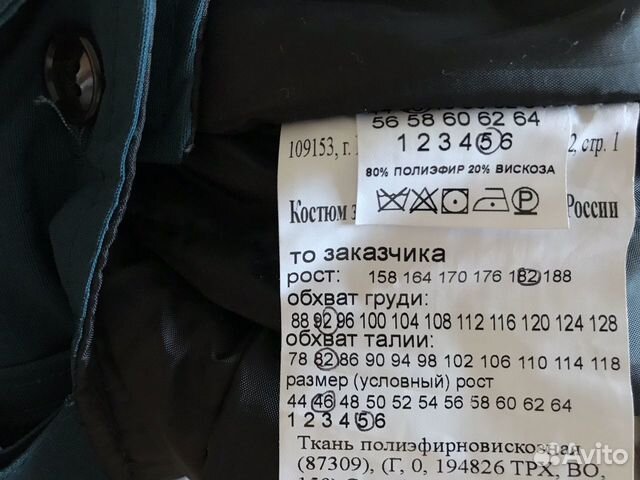 56 58 60 62 64
1 2 3 4 5 6
109153, г.
2, стр. 1
80% ПОЛИЭФИР 20% ВИСКОЗА
P
Костюм з
России
то заказчика
рост: 158 164 170 176 182 188
обхват груди:
88 92 96 100 104 108 112 116 120 124 128
обхват талии:
78 82 86 90 94 98 102 106 110 114 118
размер (условный) рост
44 46 48 50 52 54 56 58 60 62 64
1 2 3 4 5 6
Ткань полиэфирновискозная
(87309), (Г, 0, 194826 ТРХ, ВО,
Avito